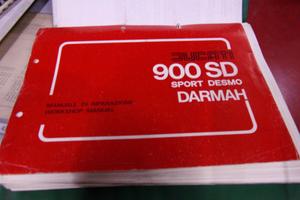 DUCATI
900 SD
SPORT DESMO
DARMAH
MANUALE DI RIPARAZIONE
WORKSHOP MANUAL